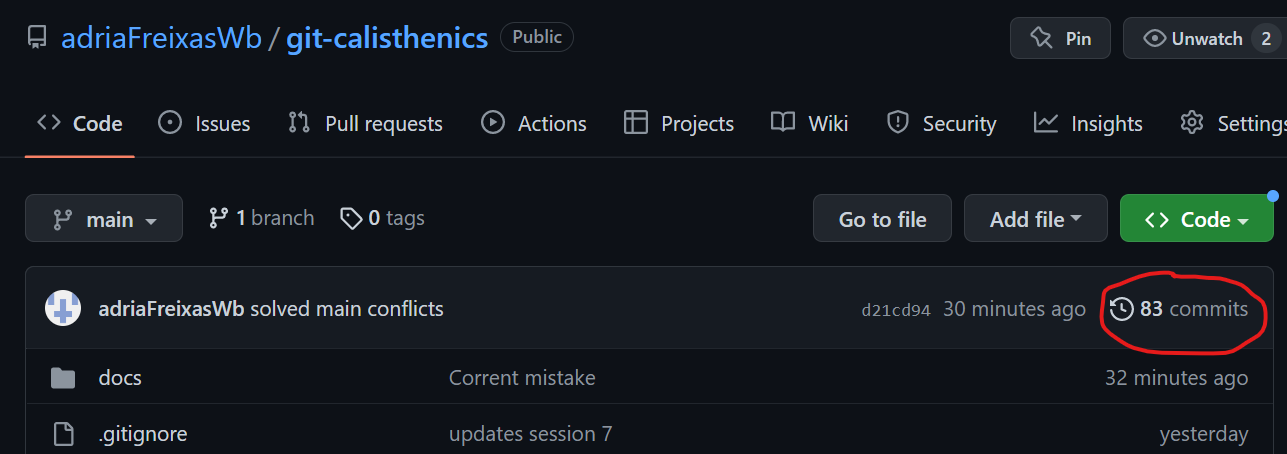 adriaFreixasWb / git-calisthenics Public Pin Unwatch 2
Code Issues Pull requests Actions Projects Wiki Security Insights Settings
main 1 branch 0 tags Go to file Add file Code
adriaFreixasWb solved main conflicts d21cd94 30 minutes ago 83 commits
docs Corrent mistake 32 minutes ago
.gitignore updates session 7 yesterday